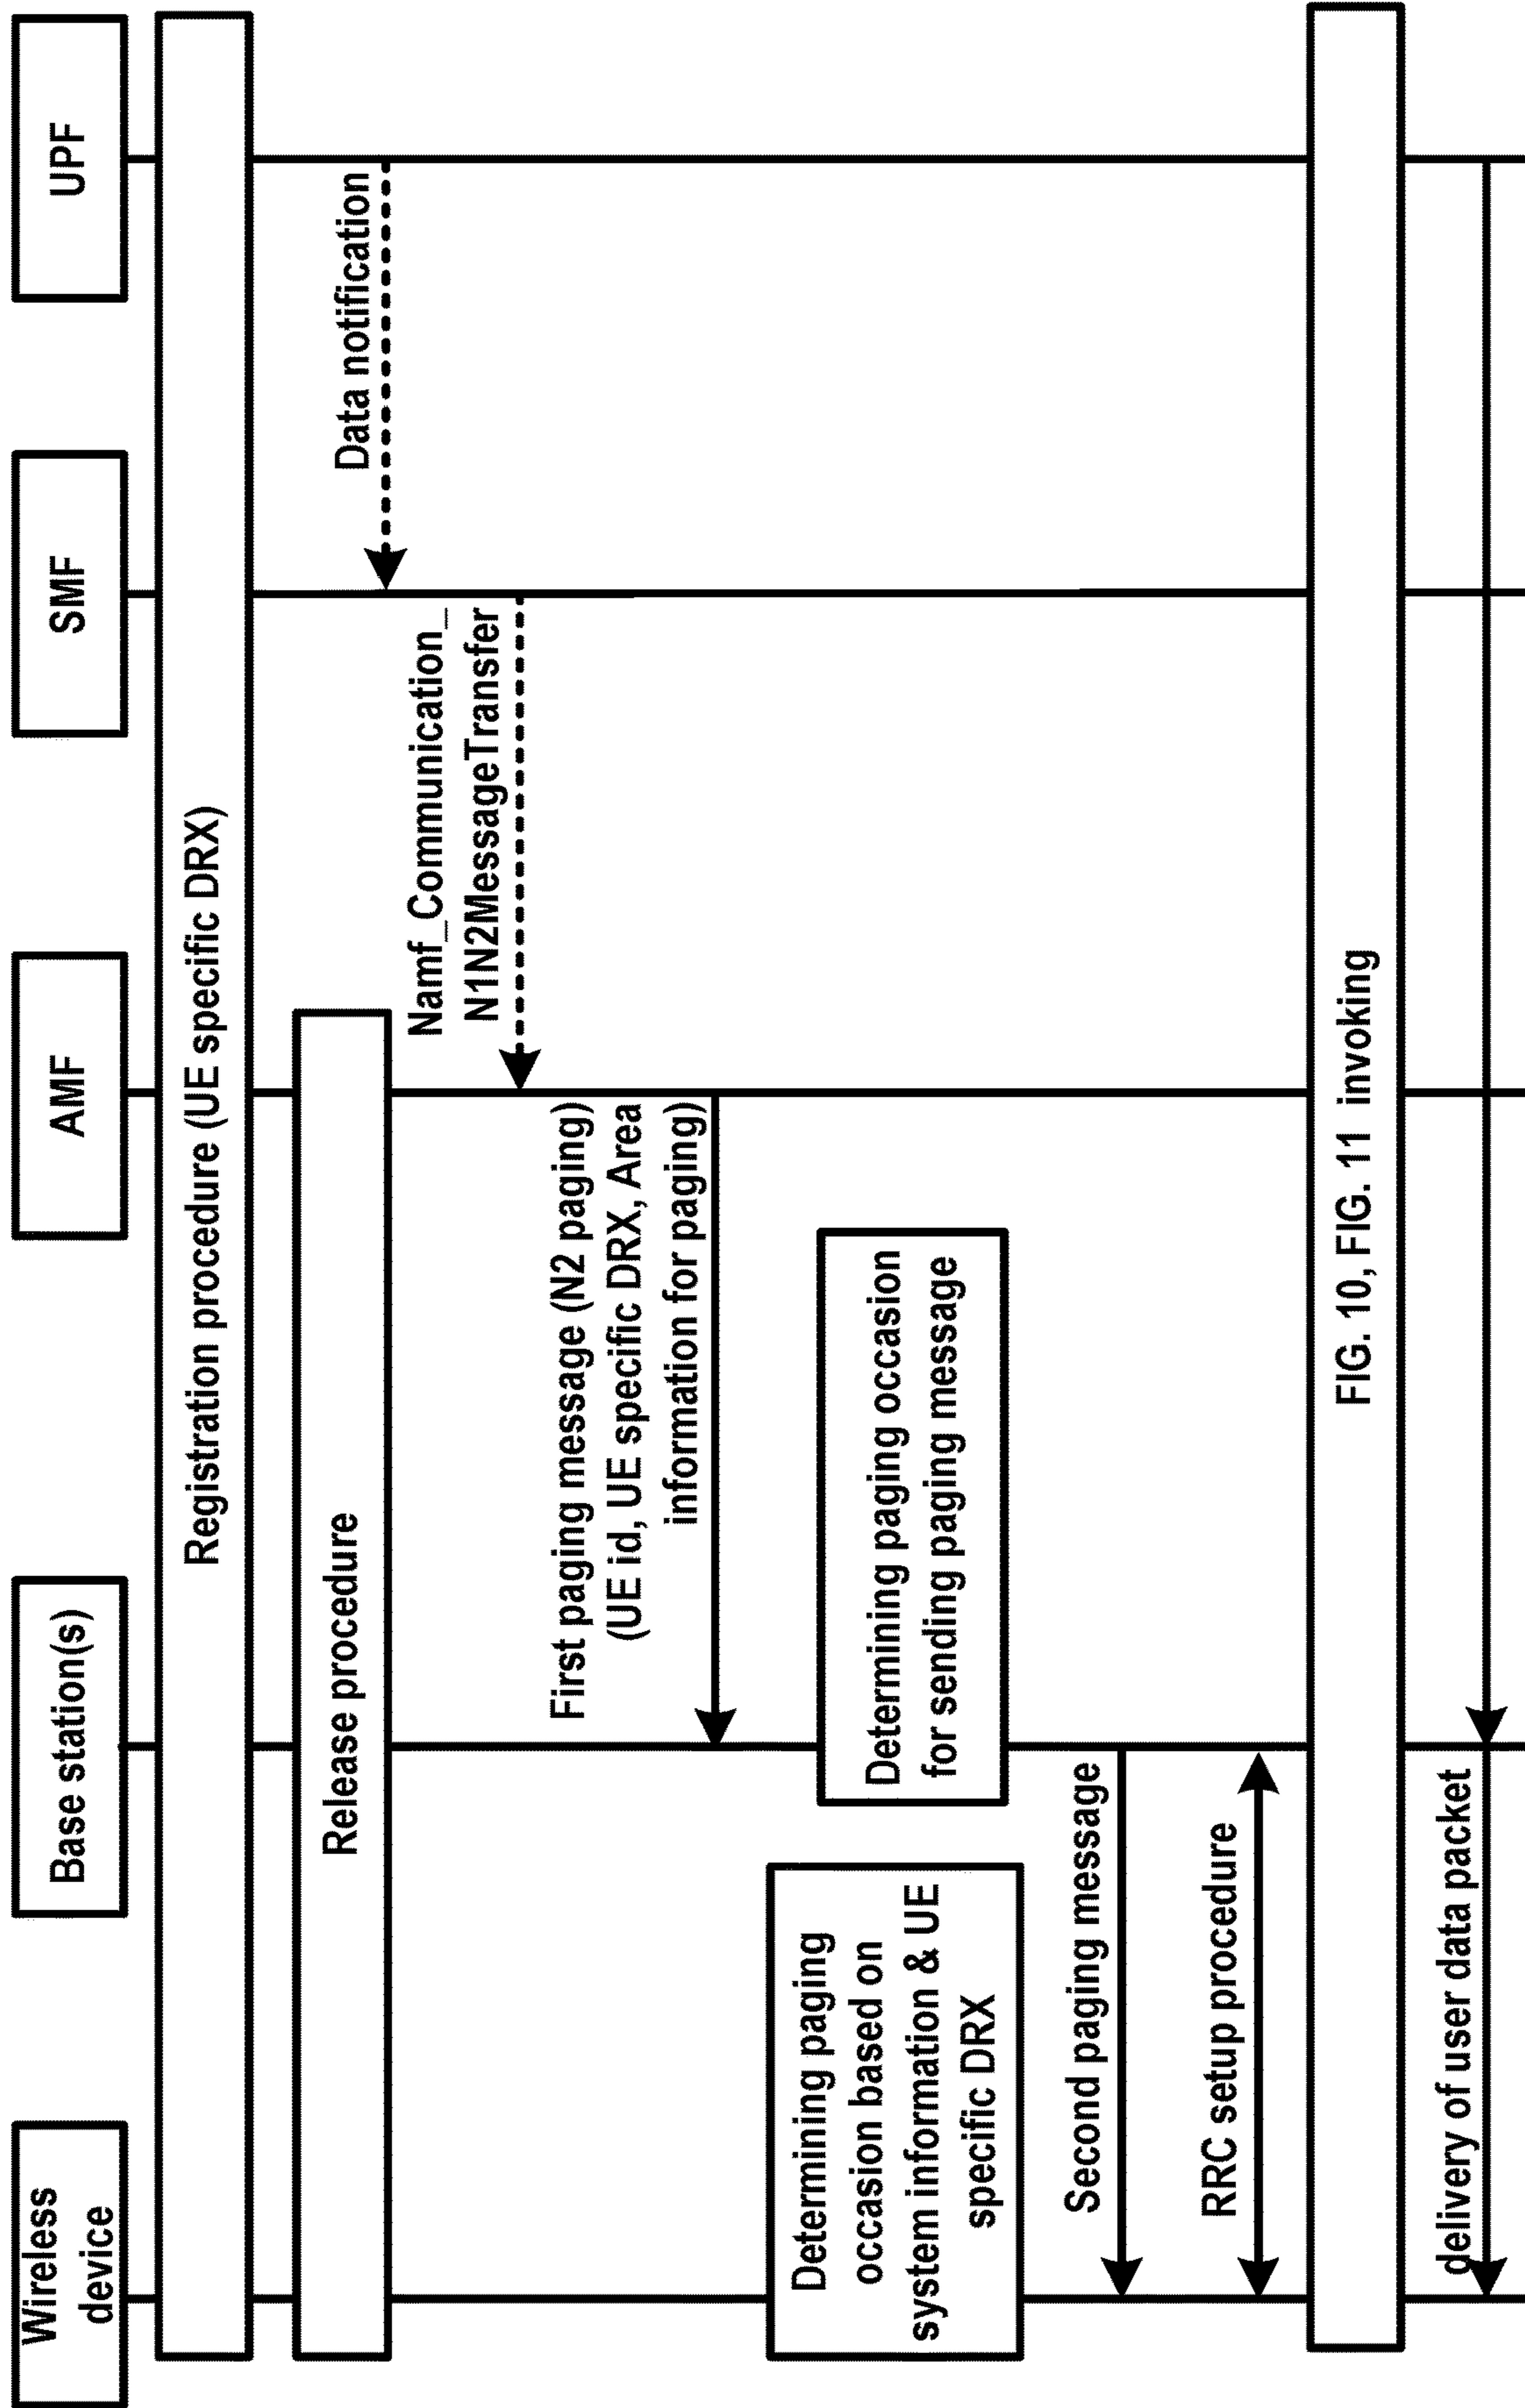 Wireless
device
Base station(s)
AMF
SMF
UPF
Registration procedure (UE specific DRX)
Release procedure
Data notification
Namf_Communication_
N1N2MessageTransfer
First paging message (N2 paging)
(UE id, UE specific DRX, Area
information for paging)
Determining paging
occasion based on
system information & UE
specific DRX
Determining paging occasion
for sending paging message
Second paging message
RRC setup procedure
FIG. 10, FIG. 11 invoking
delivery of user data packet